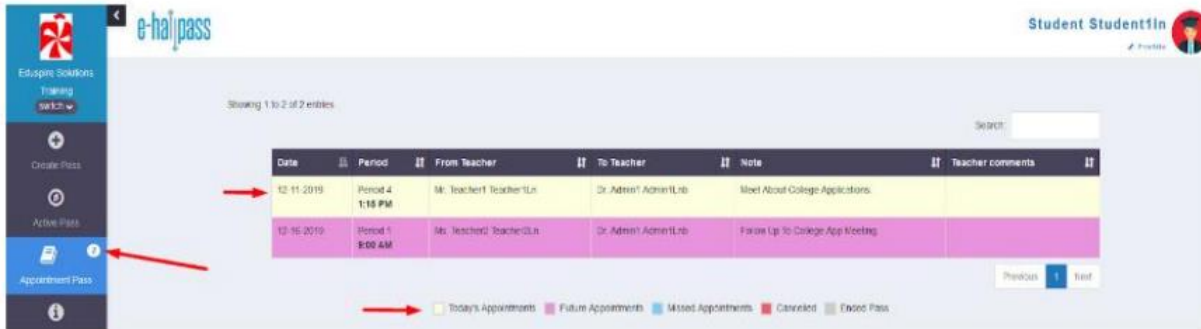 e-hallpass
Student Student1ln
Profile
Eduspire Solutions
Training
switch
Create Pass
Active Pass
Appointment Pass
Showing 1 to 2 of 2 entries
Search:
Date Period From Teacher To Teacher Note Teacher comments
12-11-2019 Period 4 Mr. Teacher1 Teacher1Ln Dr. Admin1 Admin1Lnb Meet About College Applications.
1:15 PM
12-16-2019 Period 1 Ms. Teacher2 Teacher2Ln Dr. Admin1 Admin1Lnb Follow Up To College App Meeting.
9:00 AM
Previous 1 Next
Today's Appointments Future Appointments Missed Appointments Canceled Ended Pass